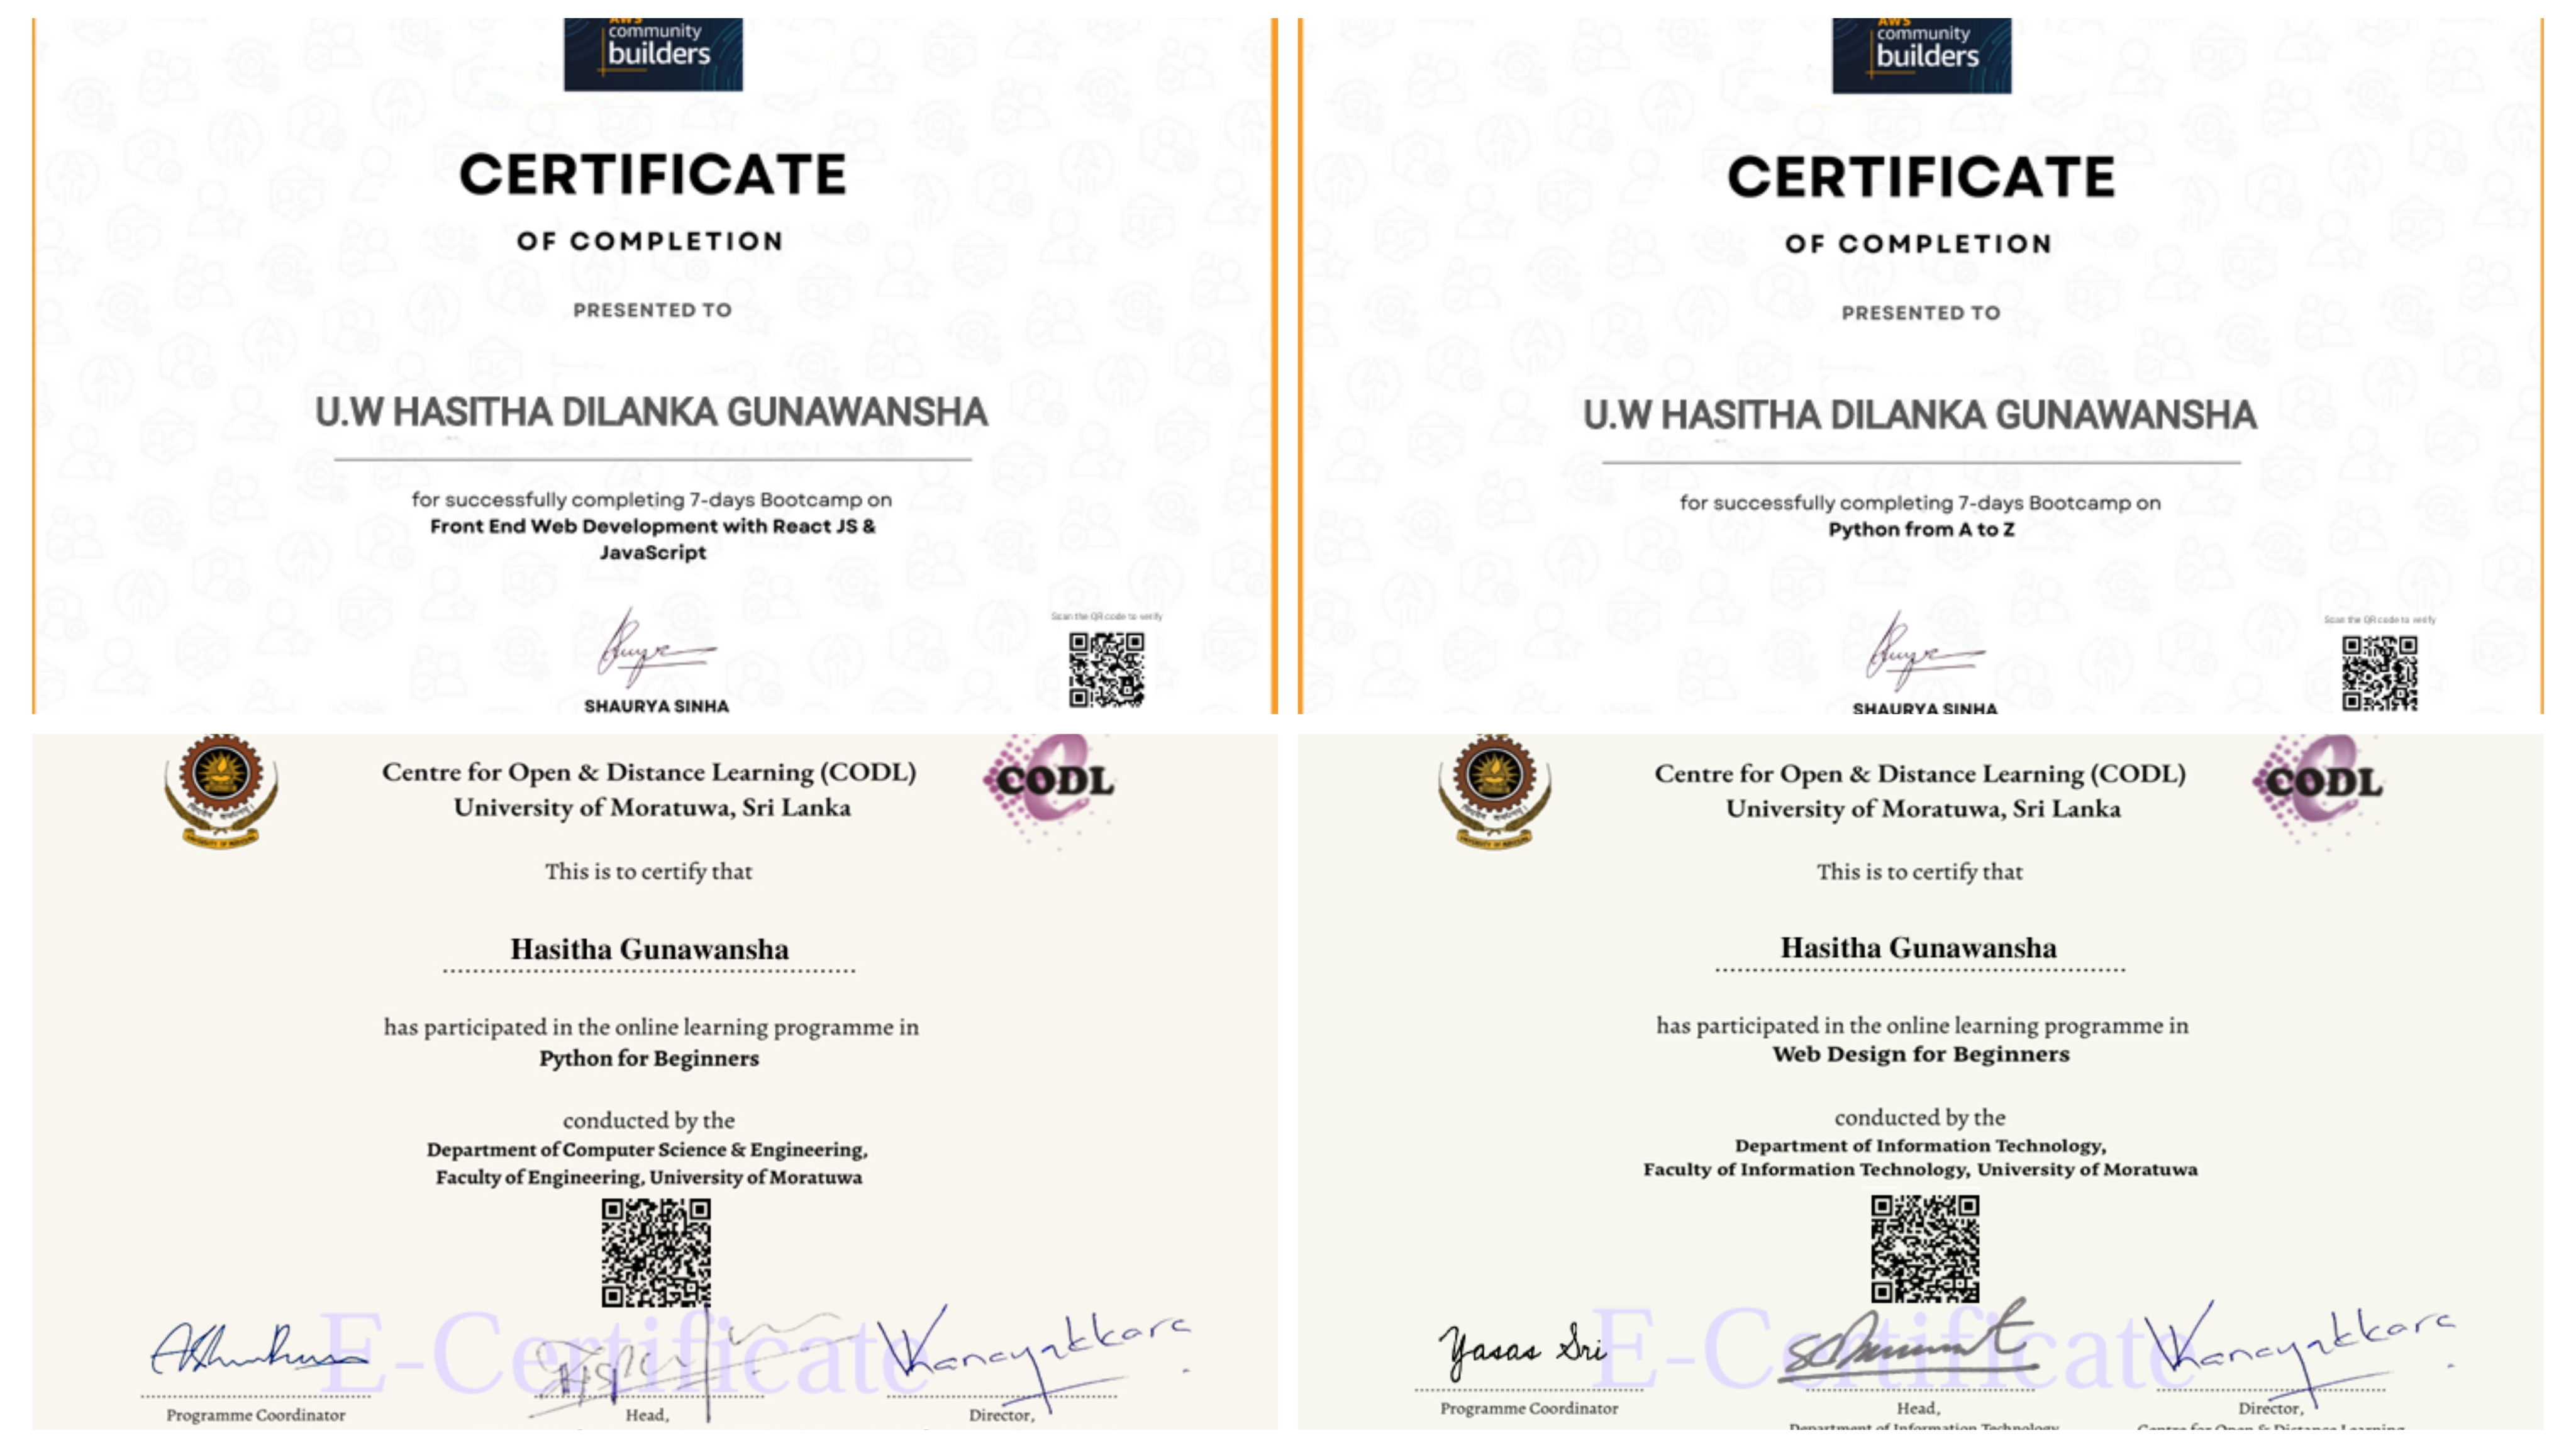 AWS
community
builders
CERTIFICATE
OF COMPLETION
PRESENTED TO
U.W HASITHA DILANKA GUNAWANSHA
for successfully completing 7-days Bootcamp on
Front End Web Development with React JS &
JavaScript
Scan the QR code to verify
SHAURYA SINHA
AWS
community
builders
CERTIFICATE
OF COMPLETION
PRESENTED TO
U.W HASITHA DILANKA GUNAWANSHA
for successfully completing 7-days Bootcamp on
Python from A to Z
Scan the QR code to verify
SHAURYA SINHA
Centre for Open & Distance Learning (CODL)
University of Moratuwa, Sri Lanka
CODL
UNIVERSITY OF MORATUWA
This is to certify that
Hasitha Gunawansha
has participated in the online learning programme in
Python for Beginners
conducted by the
Department of Computer Science & Engineering,
Faculty of Engineering, University of Moratuwa
E-Certificate
Programme Coordinator
Head,
Director,
Centre for Open & Distance Learning (CODL)
University of Moratuwa, Sri Lanka
CODL
UNIVERSITY OF MORATUWA
This is to certify that
Hasitha Gunawansha
has participated in the online learning programme in
Web Design for Beginners
conducted by the
Department of Information Technology,
Faculty of Information Technology, University of Moratuwa
E-Certificate
Yasas Sri
Programme Coordinator
Head,
Director,
Department of Information Technology
Centre for Open & Distance Learning